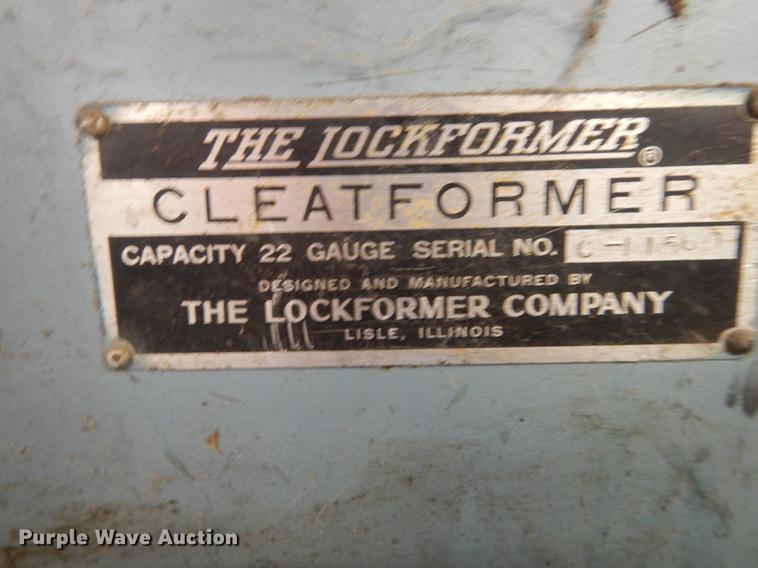 THE LOCKFORMER ®
CLEATFORMER
CAPACITY 22 GAUGE SERIAL NO.
DESIGNED AND MANUFACTURED BY
THE LOCKFORMER COMPANY
LISLE, ILLINOIS
Purple Wave Auction